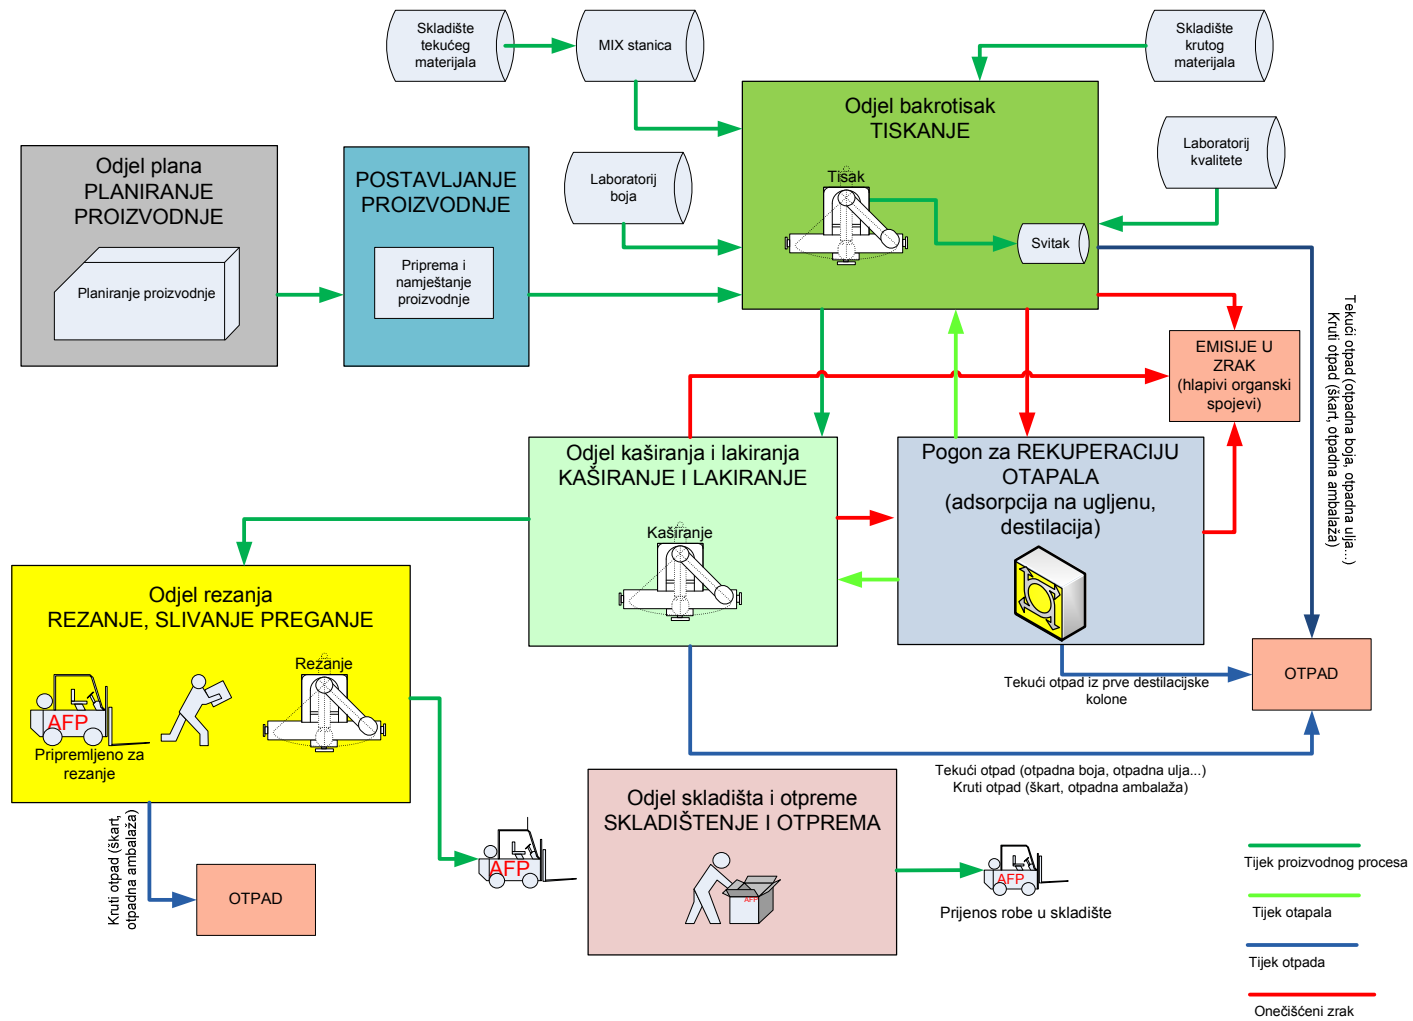 Skladište
tekućeg
materijala
MIX stanica
Skladište
krutog
materijala
Odjel bakrotisak
TISKANJE
Laboratorij
kvalitete
Odjel plana
PLANIRANJE
PROIZVODNJE
POSTAVLJANJE
PROIZVODNJE
Laboratorij
boja
Tisak
Svitak
Planiranje proizvodnje
Priprema i
namještanje
proizvodnje
Tekući otpad (otpadna boja, otpadna ulja...)
Kruti otpad (škart, otpadna ambalaža)
EMISIJE U
ZRAK
(hlapivi organski
spojevi)
Odjel kaširanja i lakiranja
KAŠIRANJE I LAKIRANJE
Kaširanje
Pogon za REKUPERACIJU
OTAPALA
(adsorpcija na ugljenu,
destilacija)
Odjel rezanja
REZANJE, SLIVANJE PREGANJE
Rezanje
AFP
Pripremljeno za
rezanje
Tekući otpad iz prve destilacijske
kolone
OTPAD
Tekući otpad (otpadna boja, otpadna ulja...)
Kruti otpad (škart, otpadna ambalaža)
Odjel skladišta i otpreme
SKLADIŠTENJE I OTPREMA
AFP
Kruti otpad (škart,
otpadna ambalaža)
OTPAD
AFP
AFP
Prijenos robe u skladište
Tijek proizvodnog procesa
Tijek otapala
Tijek otpada
Onečišćeni zrak